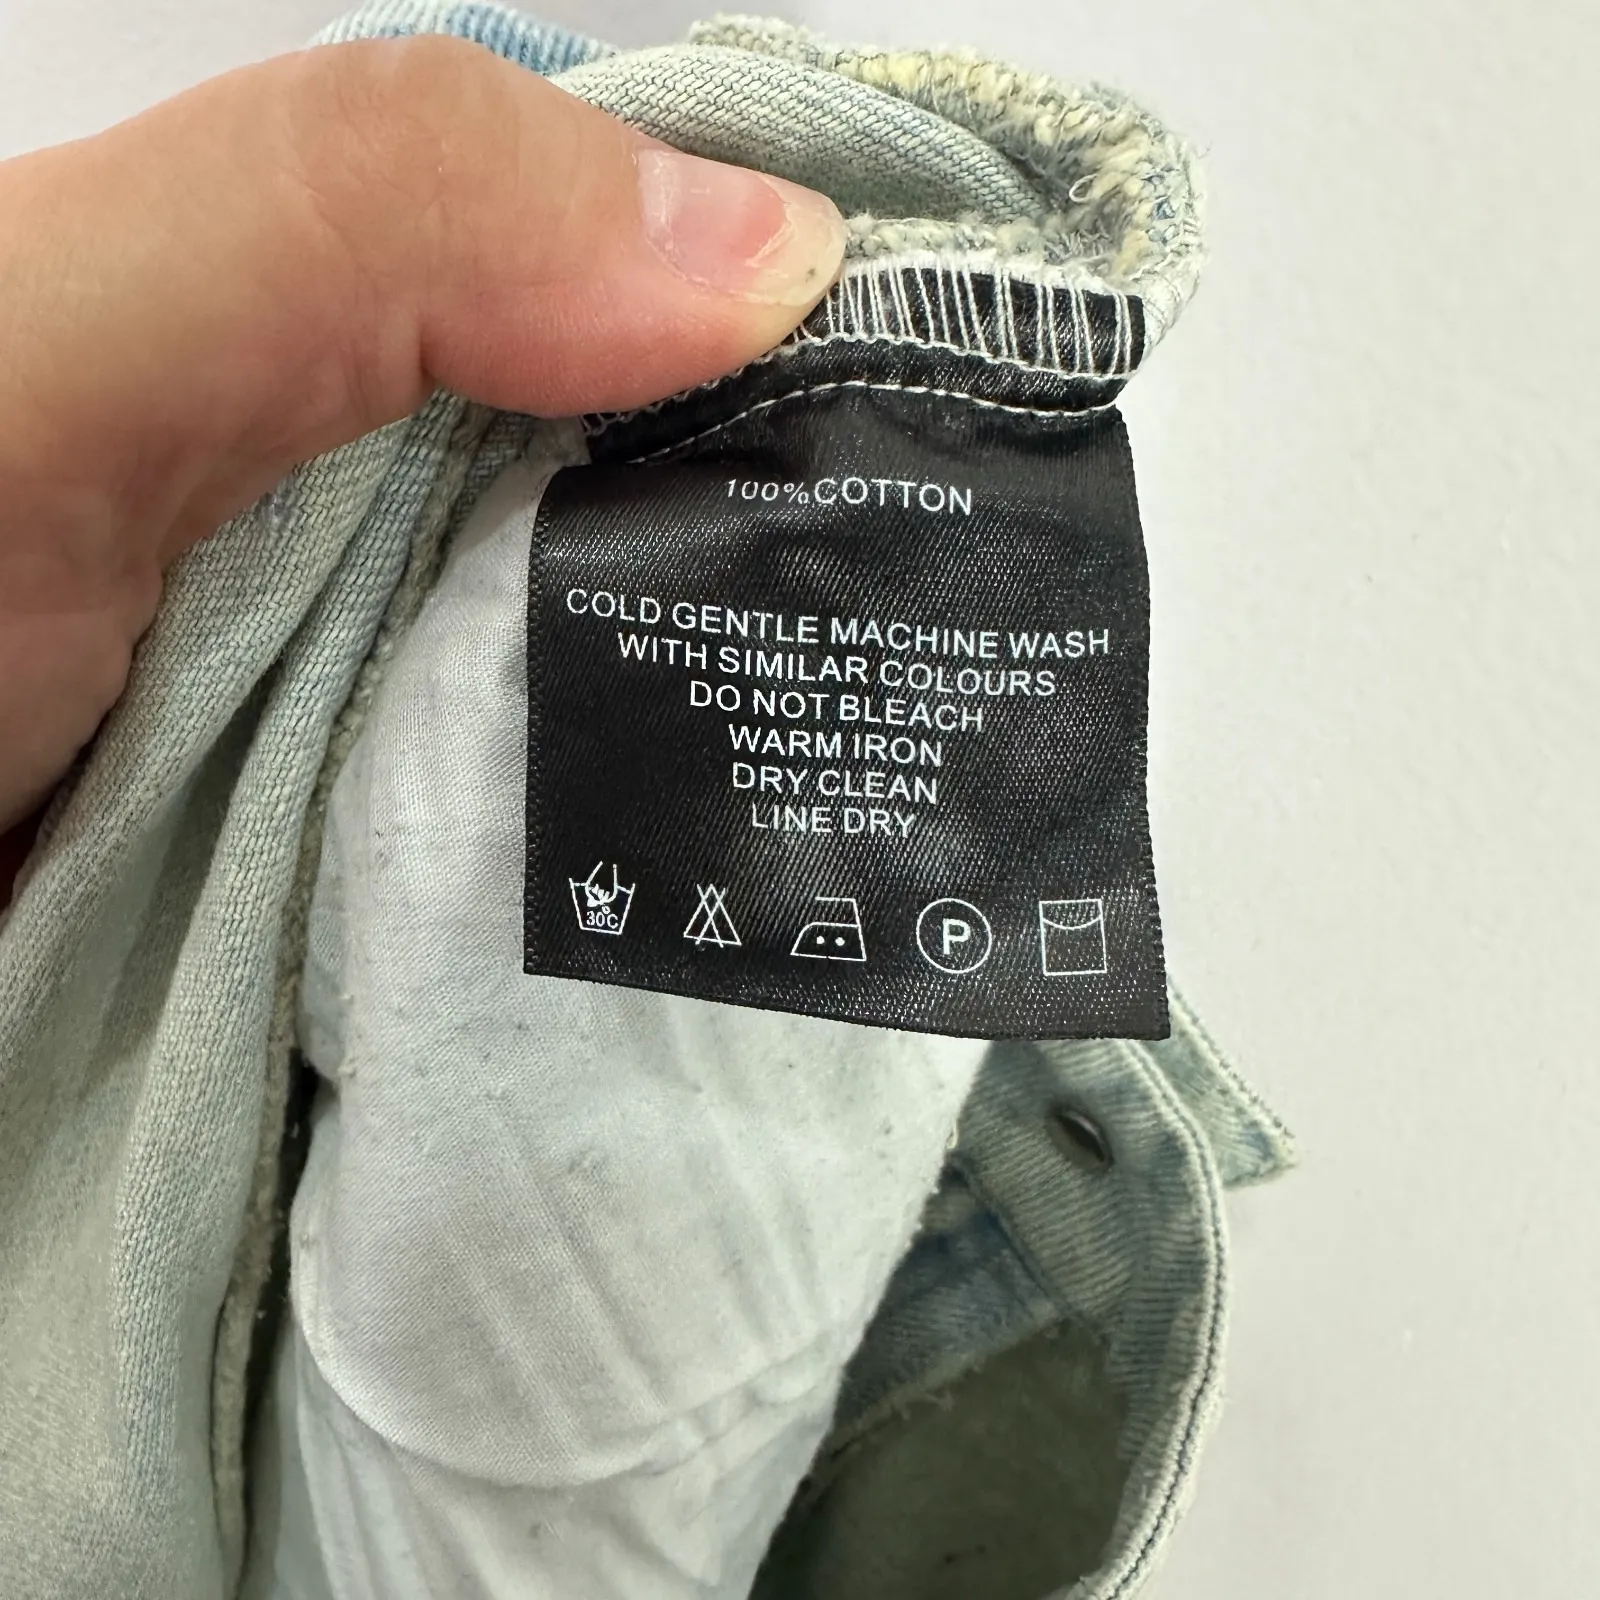 100% COTTON
COLD GENTLE MACHINE WASH
WITH SIMILAR COLOURS
DO NOT BLEACH
WARM IRON
DRY CLEAN
LINE DRY
30°C
P